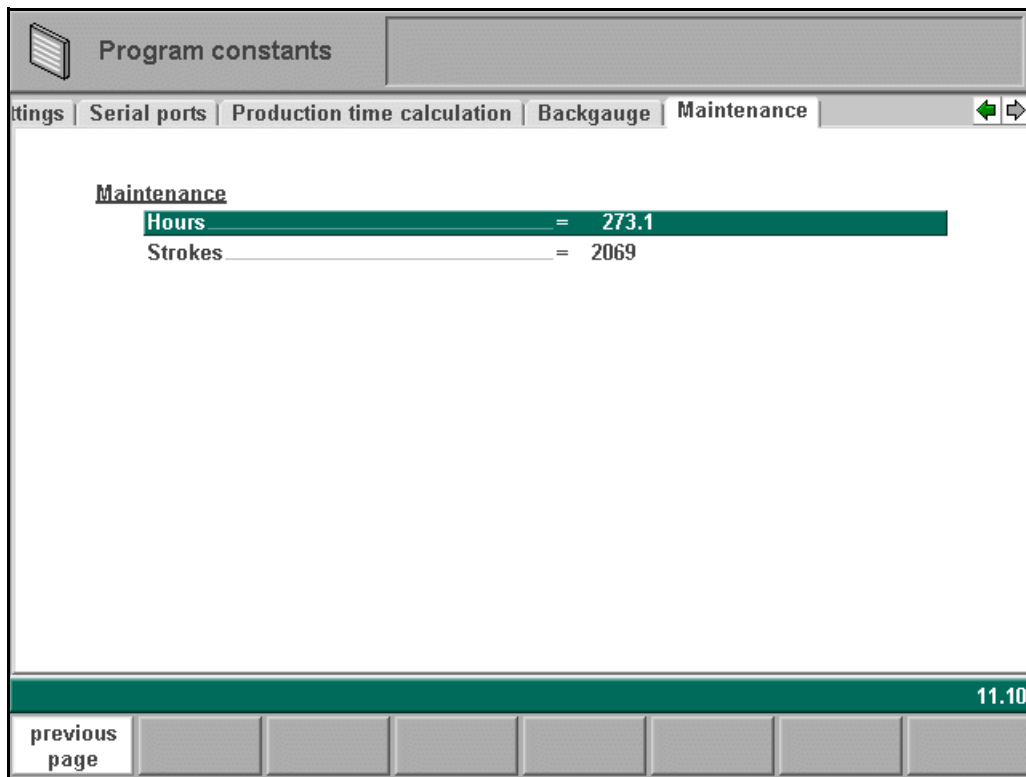 Program constants
ttings | Serial ports | Production time calculation | Backgauge | Maintenance
Maintenance
Hours = 273.1
Strokes = 2069
11.10
previous
page